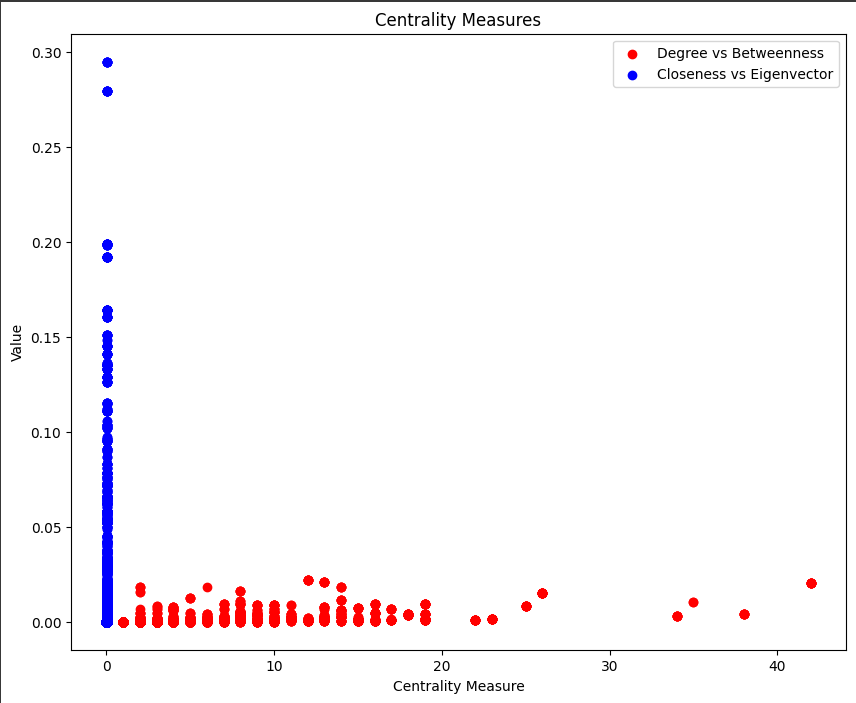 Centrality Measures
Degree vs Betweenness
Closeness vs Eigenvector
0.30
0.25
0.20
0.15
0.10
0.05
0.00
Value
0 10 20 30 40
Centrality Measure